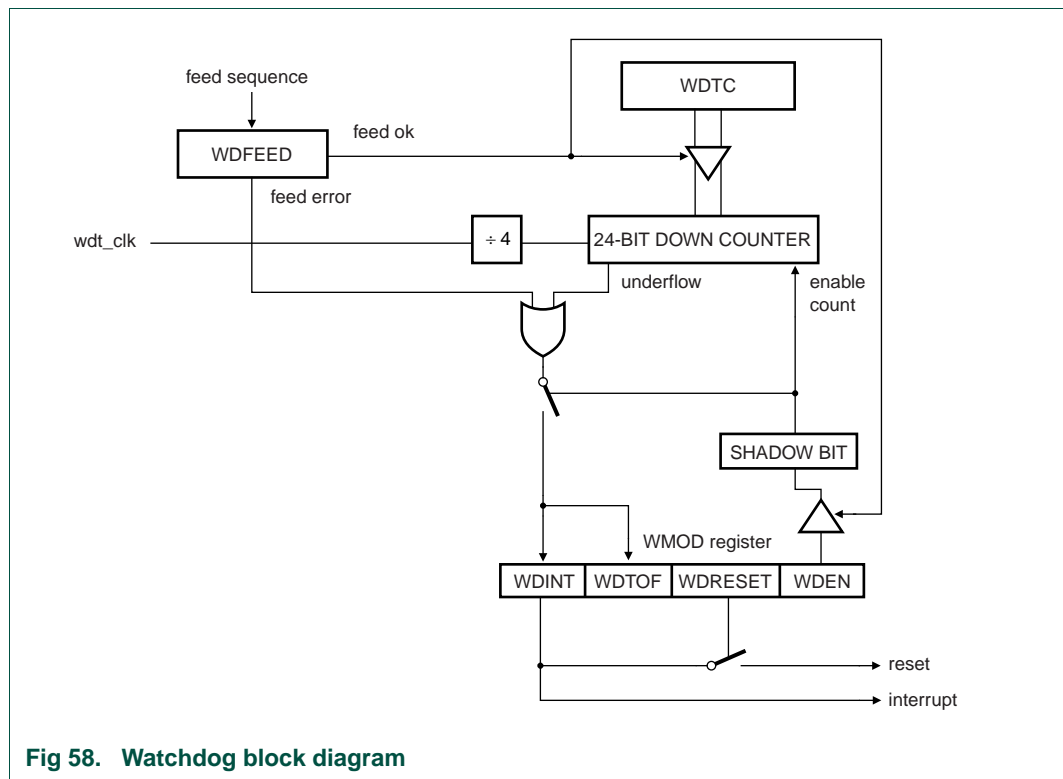 feed sequence
WDTC
feed ok
WDFEED
feed error
wdt_clk
÷ 4
24-BIT DOWN COUNTER
underflow
enable
count
SHADOW BIT
WMOD register
WDINT WDTOF WDRESET WDEN
reset
interrupt
Fig 58. Watchdog block diagram